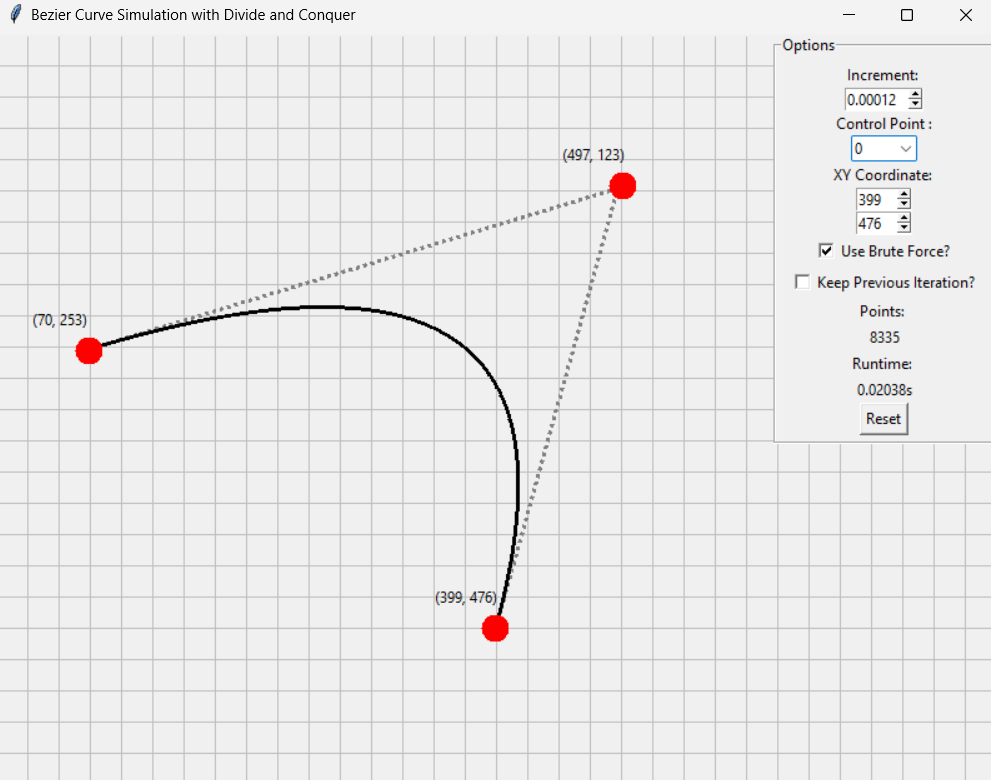 Bezier Curve Simulation with Divide and Conquer
Options
Increment:
0.00012
Control Point :
0
XY Coordinate:
399
476
Use Brute Force?
Keep Previous Iteration?
Points:
8335
Runtime:
0.02038s
Reset
(497, 123)
(70, 253)
(399, 476)